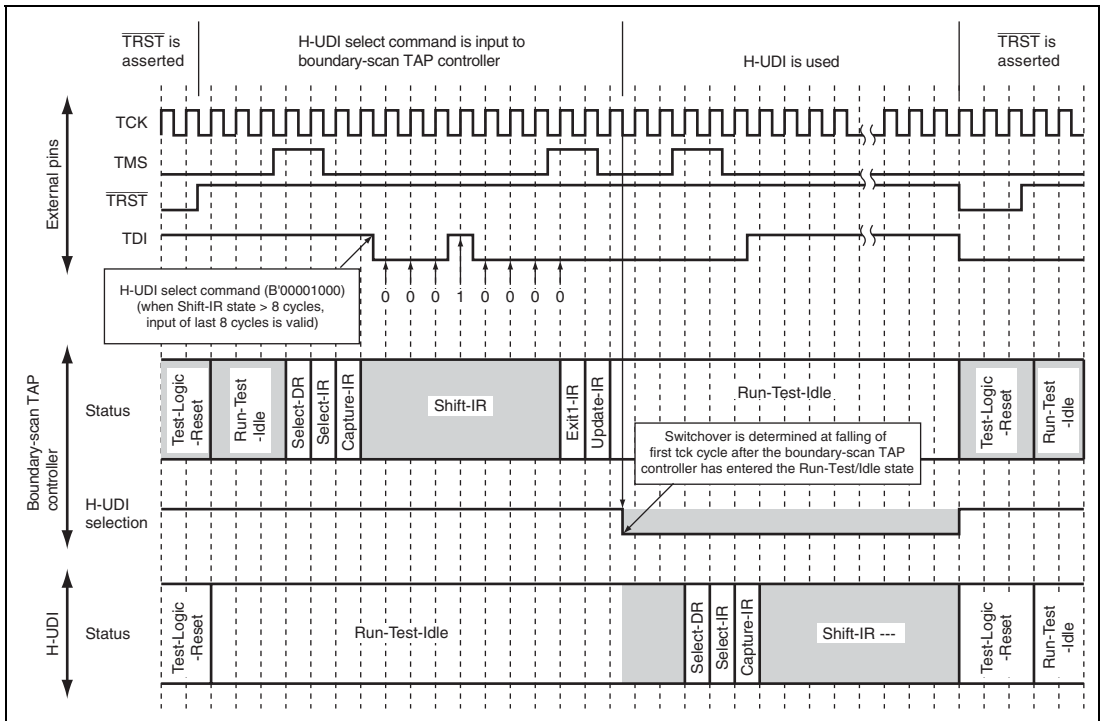 TRST is
asserted
H-UDI select command is input to
boundary-scan TAP controller
H-UDI is used
TRST is
asserted
External pins
TCK
TMS
TRST
TDI
H-UDI select command (B'00001000)
(when Shift-IR state > 8 cycles,
input of last 8 cycles is valid)
0 0 0 1 0 0 0 0
Boundary-scan TAP
controller
Status
Test-Logic
-Reset
Run-Test
-Idle
Select-DR
Select-IR
Capture-IR
Shift-IR
Exit1-IR
Update-IR
Run-Test-Idle
Test-Logic
-Reset
Run-Test
-Idle
Switchover is determined at falling of
first tck cycle after the boundary-scan TAP
controller has entered the Run-Test/Idle state
H-UDI
selection
H-UDI
Status
Test-Logic
-Reset
Run-Test-Idle
Select-DR
Select-IR
Capture-IR
Shift-IR ---
Test-Logic
-Reset
Run-Test
-Idle